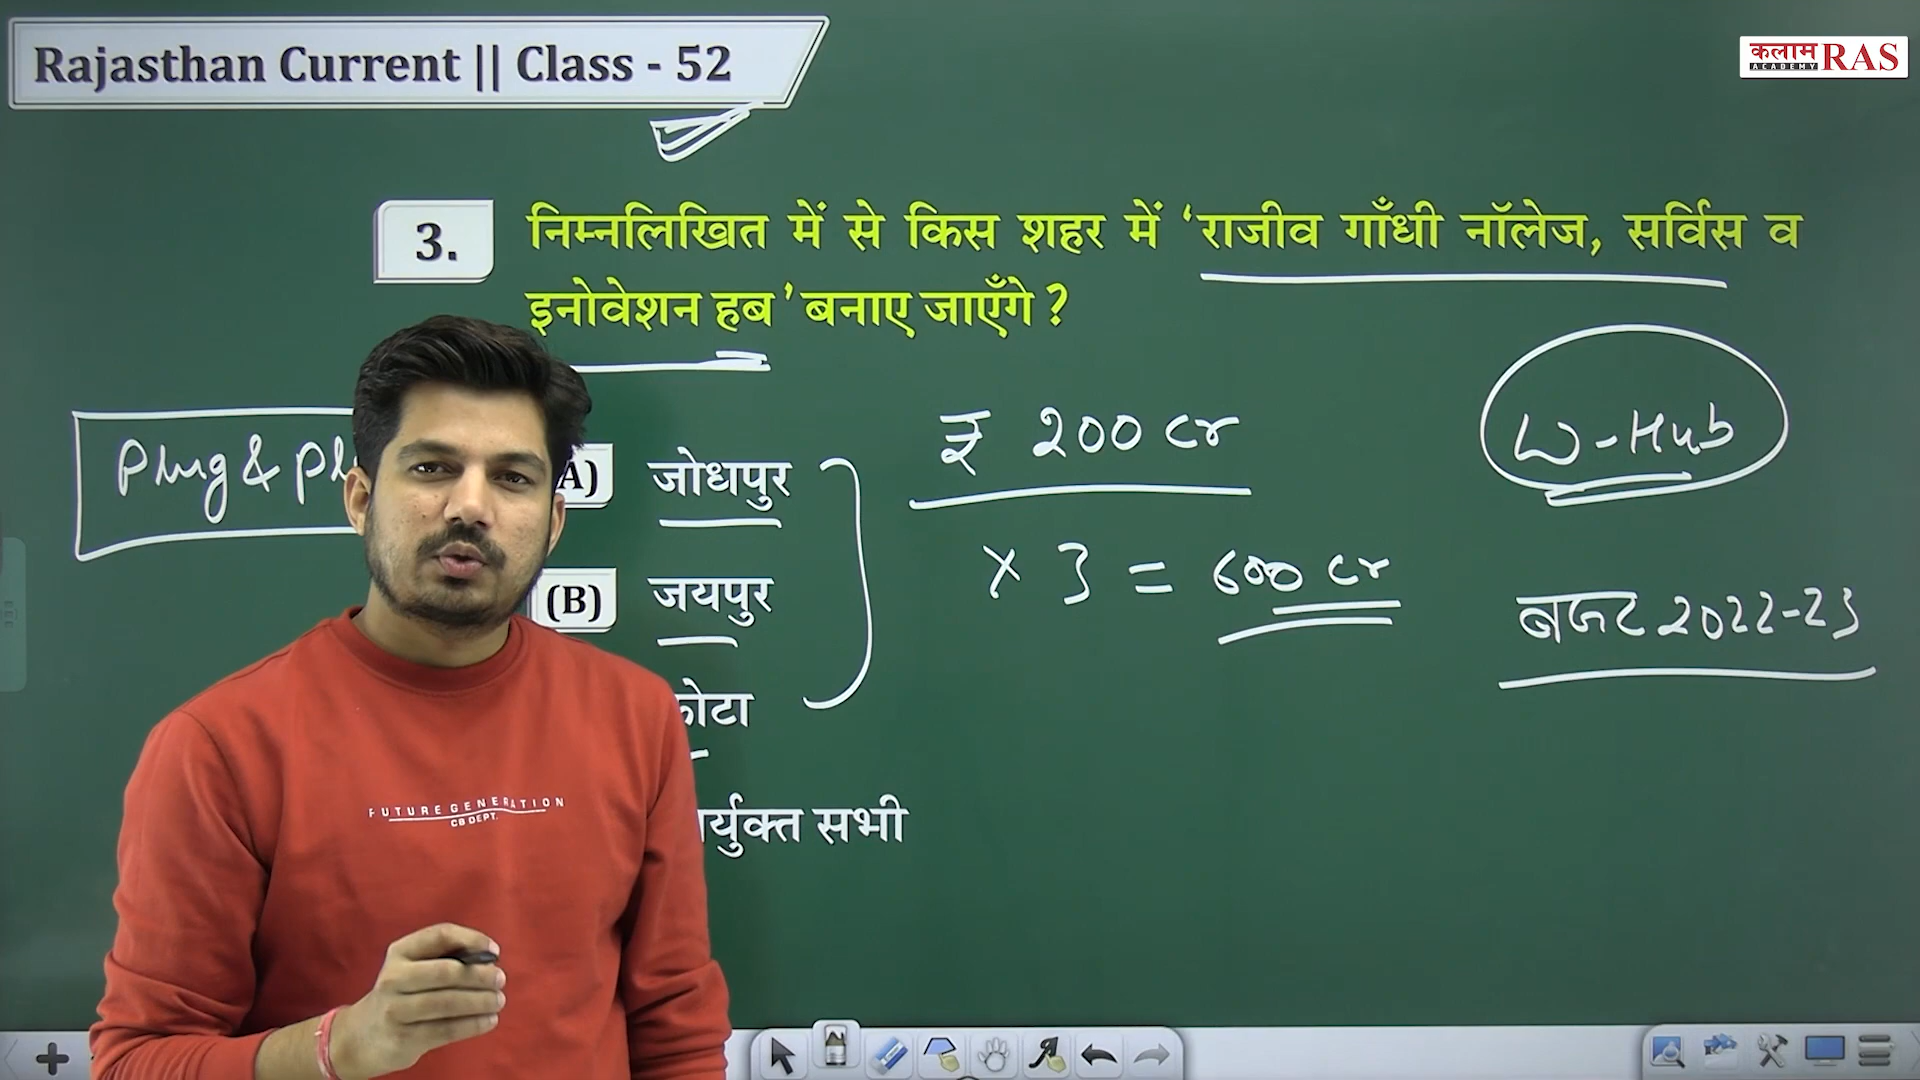 Rajasthan Current || Class - 52
कलाम RAS
ACADEMY
3. निम्नलिखित में से किस शहर में ‘राजीव गाँधी नॉलेज, सर्विस व
इनोवेशन हब’ बनाए जाएँगे ?
Plug &
(A) जोधपुर
₹ 200 Cr
W-Hub
(B) जयपुर
× 3 = 600 Cr
बजट 2022-23
कोटा
सभी
FUTURE GENERATION
CB DEPT.